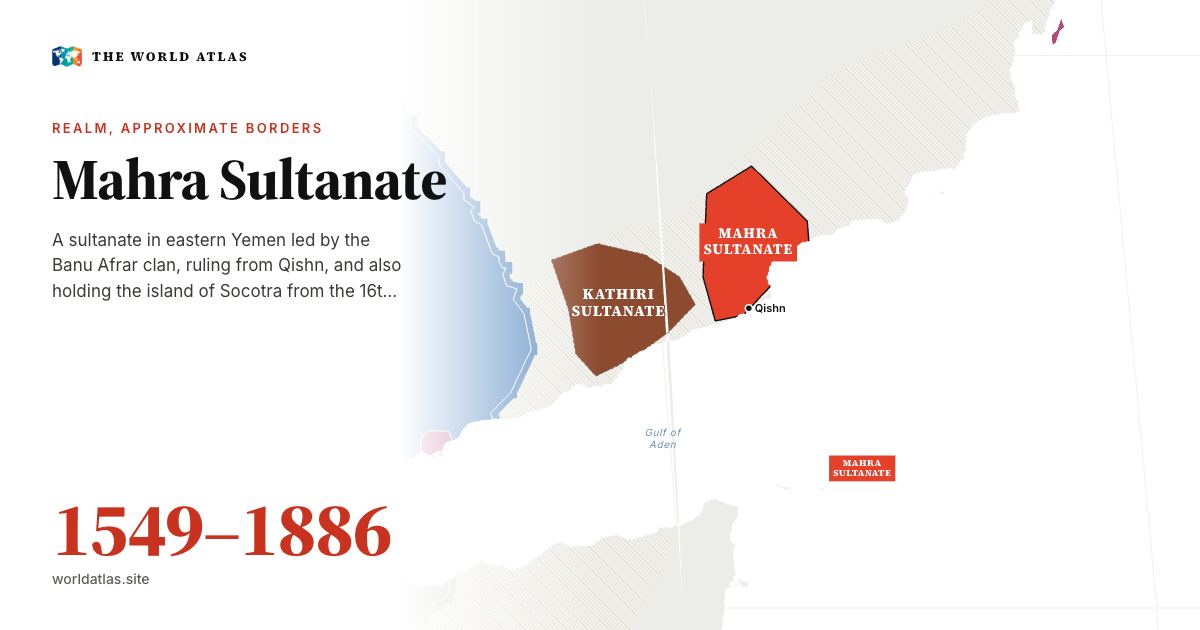 THE WORLD ATLAS
REALM, APPROXIMATE BORDERS
Mahra Sultanate
A sultanate in eastern Yemen led by the
Banu Afrar clan, ruling from Qishn, and also
holding the island of Socotra from the 16t...
1549–1886
worldatlas.site
MAHRA
SULTANATE
KATHIRI
SULTANATE
Qishn
Gulf of
Aden
MAHRA
SULTANATE